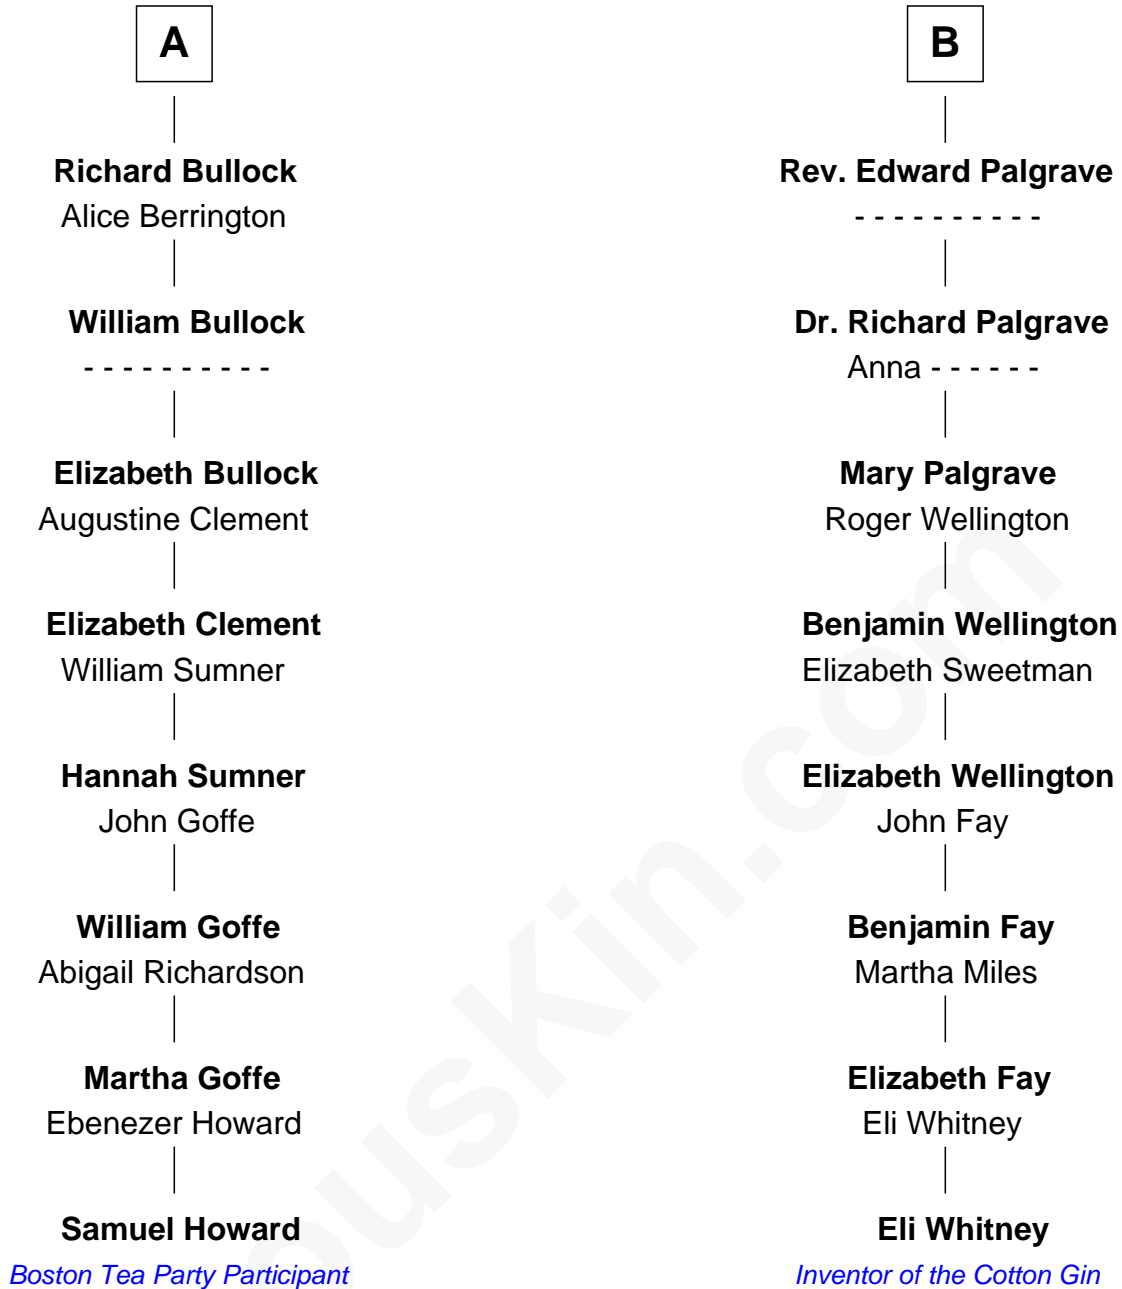 A
Richard Bullock
Alice Berrington
William Bullock
- - - - - - - - - -
Elizabeth Bullock
Augustine Clement
Elizabeth Clement
William Sumner
Hannah Sumner
John Goffe
William Goffe
Abigail Richardson
Martha Goffe
Ebenezer Howard
Samuel Howard
Boston Tea Party Participant
B
Rev. Edward Palgrave
- - - - - - - - - -
Dr. Richard Palgrave
Anna - - - - - -
Mary Palgrave
Roger Wellington
Benjamin Wellington
Elizabeth Sweetman
Elizabeth Wellington
John Fay
Benjamin Fay
Martha Miles
Elizabeth Fay
Eli Whitney
Eli Whitney
Inventor of the Cotton Gin
ouskin.com